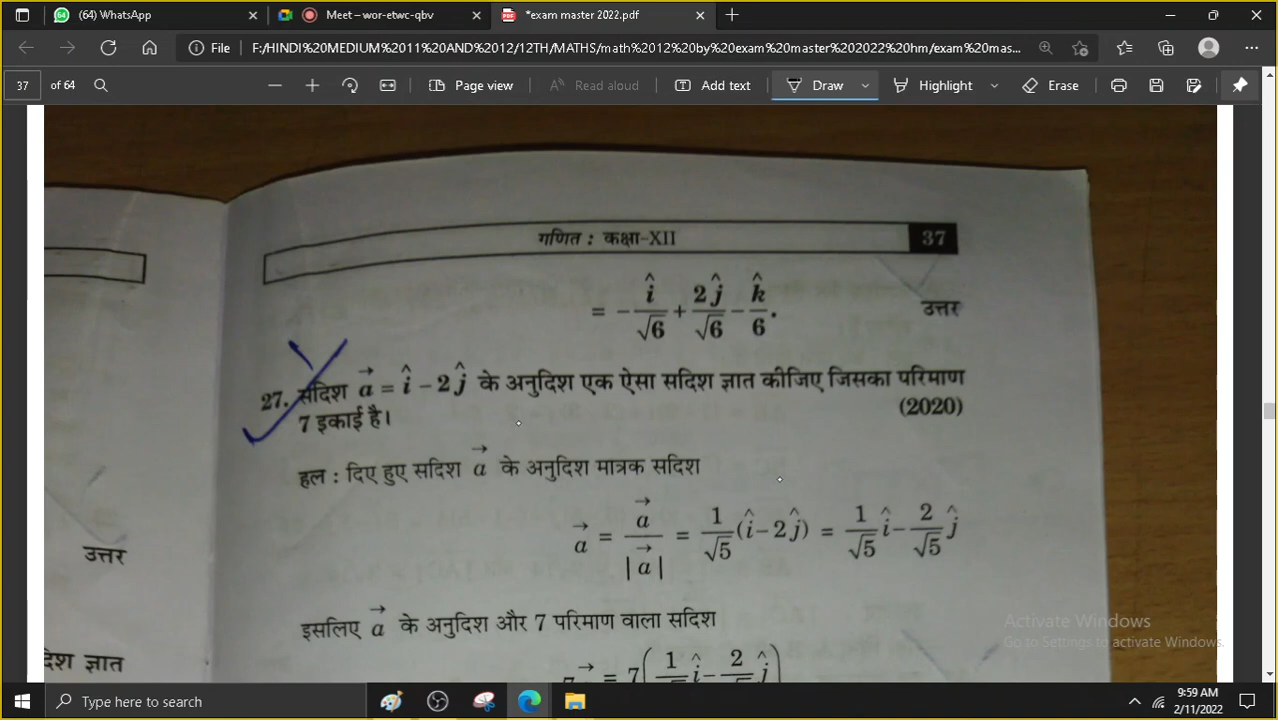 (64) WhatsApp
Meet – wor-etwc-qbv
*exam master 2022.pdf
File
F:/HINDI%20MEDIUM%2011%20AND%2012/12TH/MATHS/math%2012%20by%20exam%20master%202022%20hm/exam%20mas...
37 of 64
Page view
Read aloud
Add text
Draw
Highlight
Erase
गणित : कक्षा-XII 37
= -î/√6 + 2ĵ/√6 - k̂/6. उत्तर
27. सदिश a⃗ = î – 2ĵ के अनुदिश एक ऐसा सदिश ज्ञात कीजिए जिसका परिमाण
7 इकाई है। (2020)
हल : दिए हुए सदिश a⃗ के अनुदिश मात्रक सदिश
a⃗ = a⃗/|a⃗| = 1/√5 (î – 2ĵ) = 1/√5 î – 2/√5 ĵ
उत्तर
इसलिए a⃗ के अनुदिश और 7 परिमाण वाला सदिश
ज्ञात
Activate Windows
Go to Settings to activate Windows.
Type here to search
9:59 AM
2/11/2022